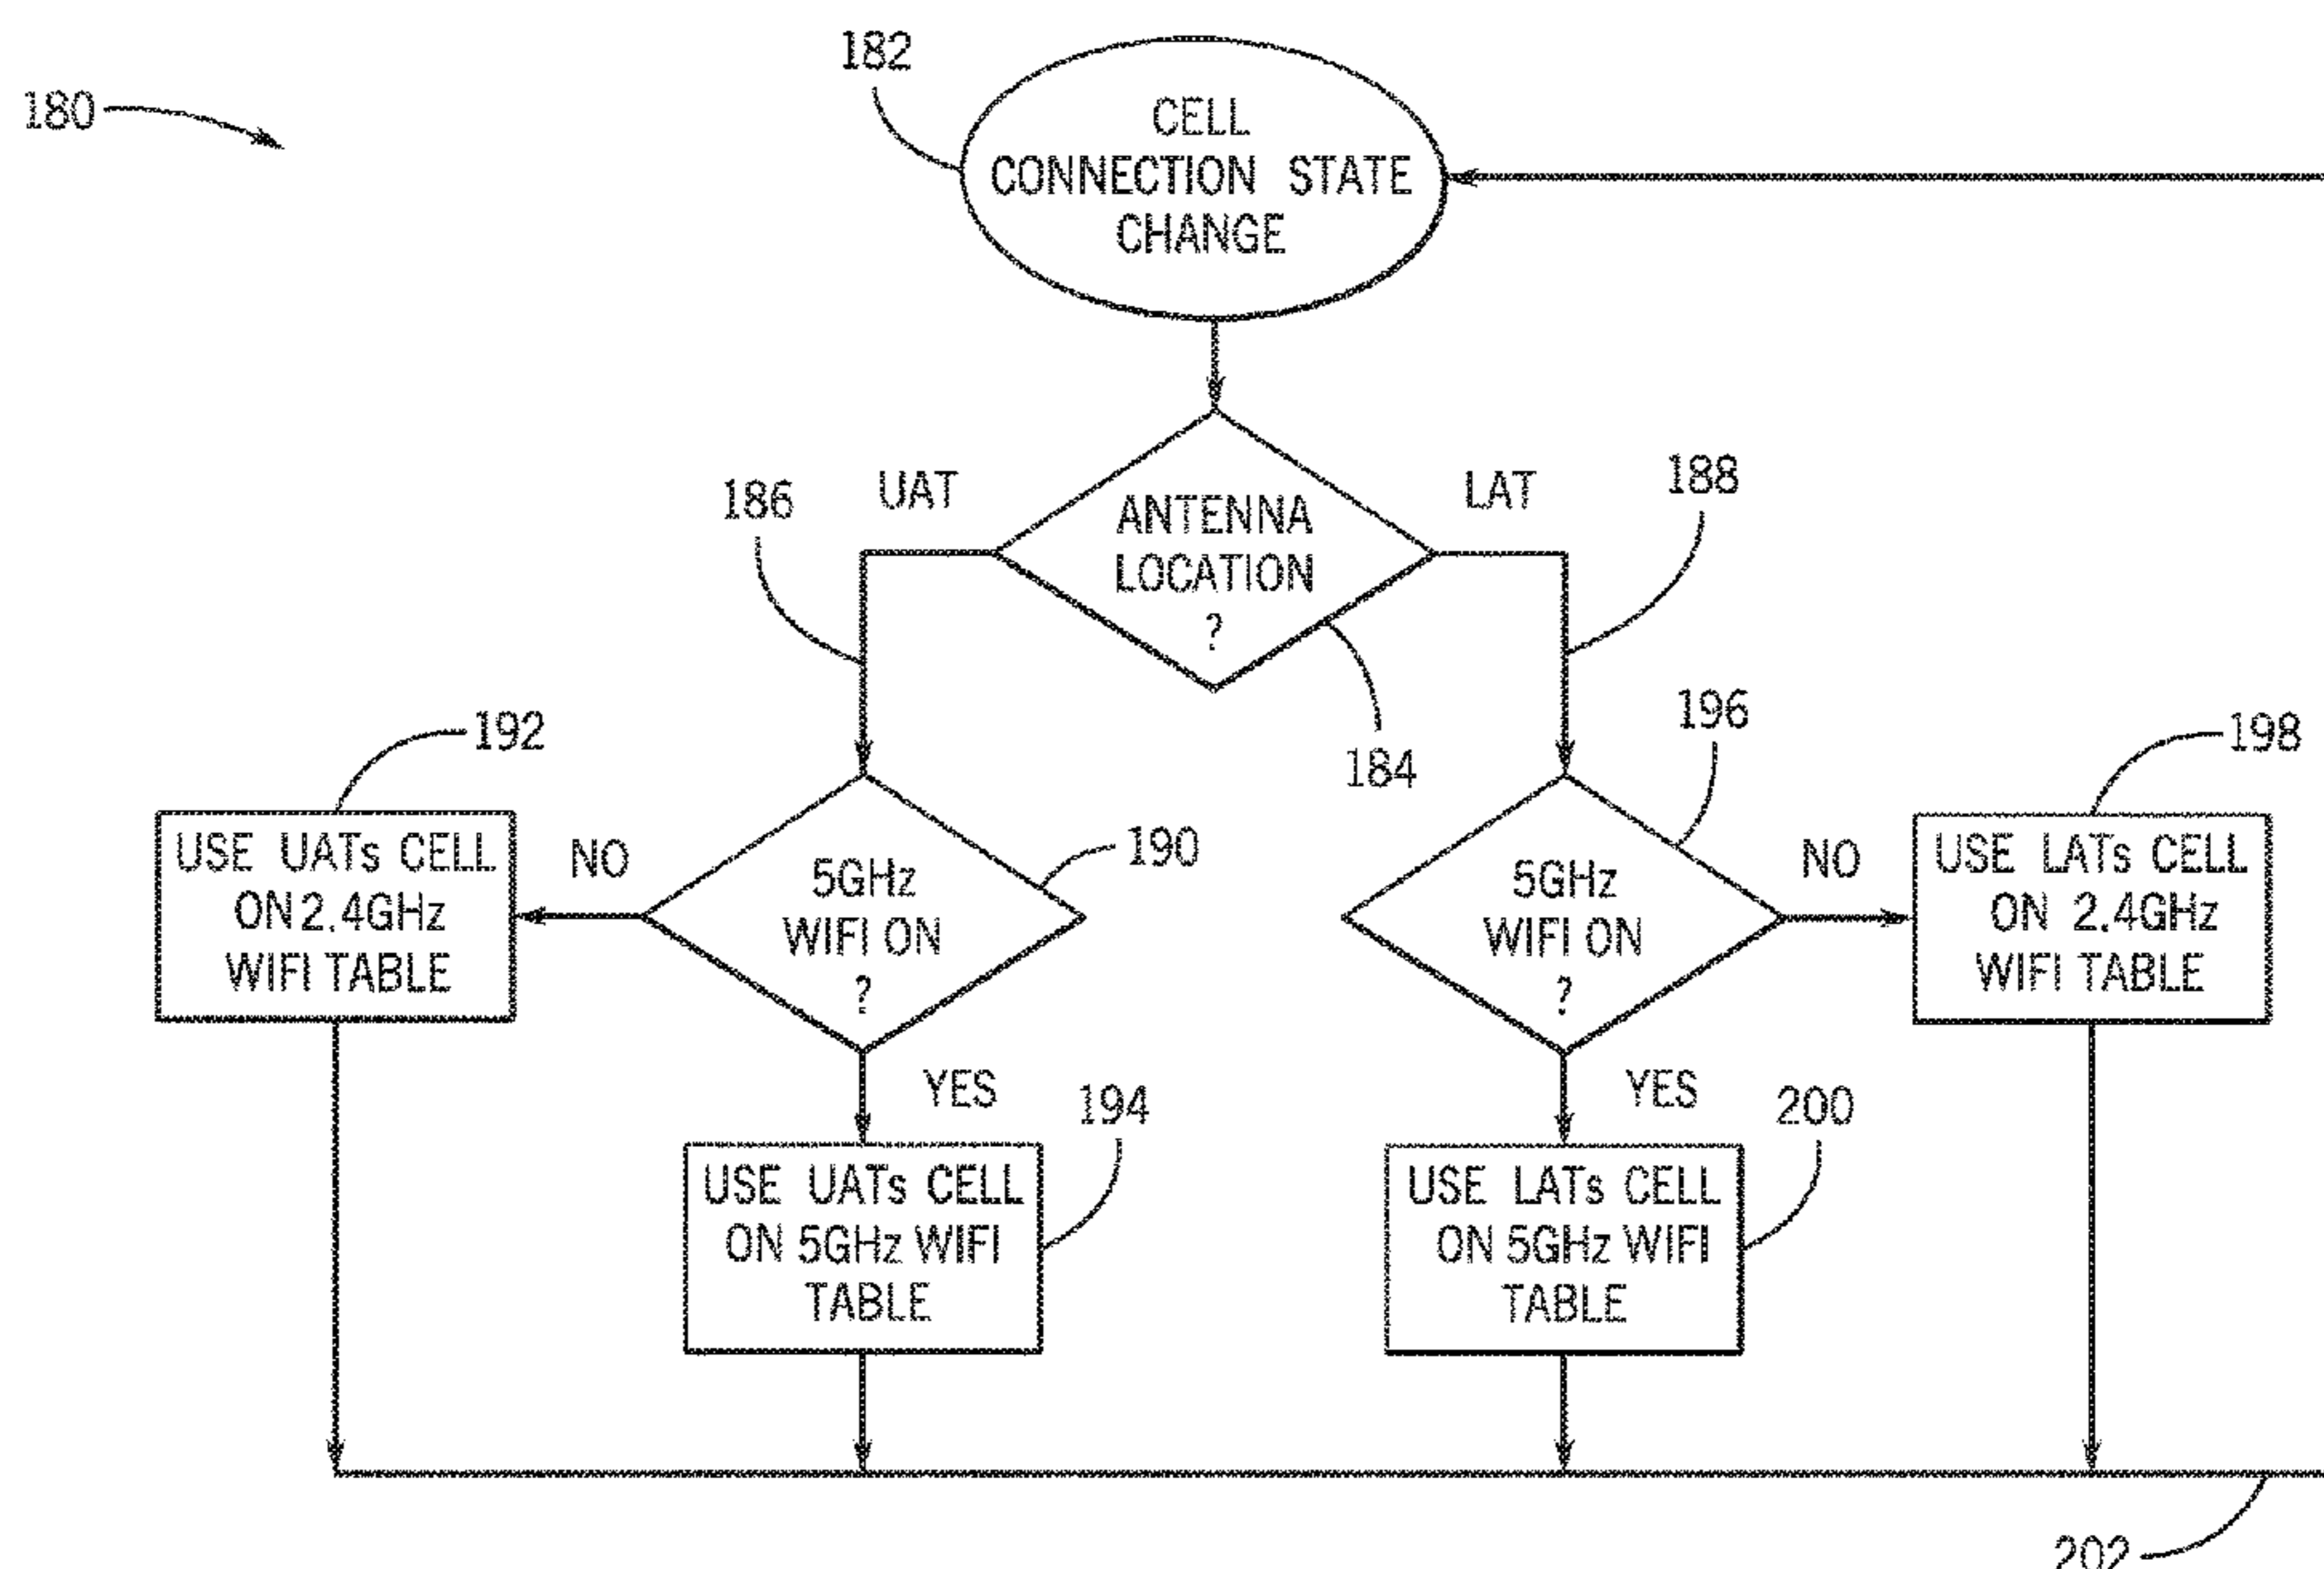 182
180
CELL
CONNECTION STATE
CHANGE
UAT
LAT
186
188
ANTENNA
LOCATION
?
184
192
196
198
190
USE UATs CELL
ON 2.4GHz
WIFI TABLE
NO
5GHz
WIFI ON
?
5GHz
WIFI ON
?
NO
USE LATs CELL
ON 2.4GHz
WIFI TABLE
YES
194
YES
200
USE UATs CELL
ON 5GHz WIFI
TABLE
USE LATs CELL
ON 5GHz WIFI
TABLE
202